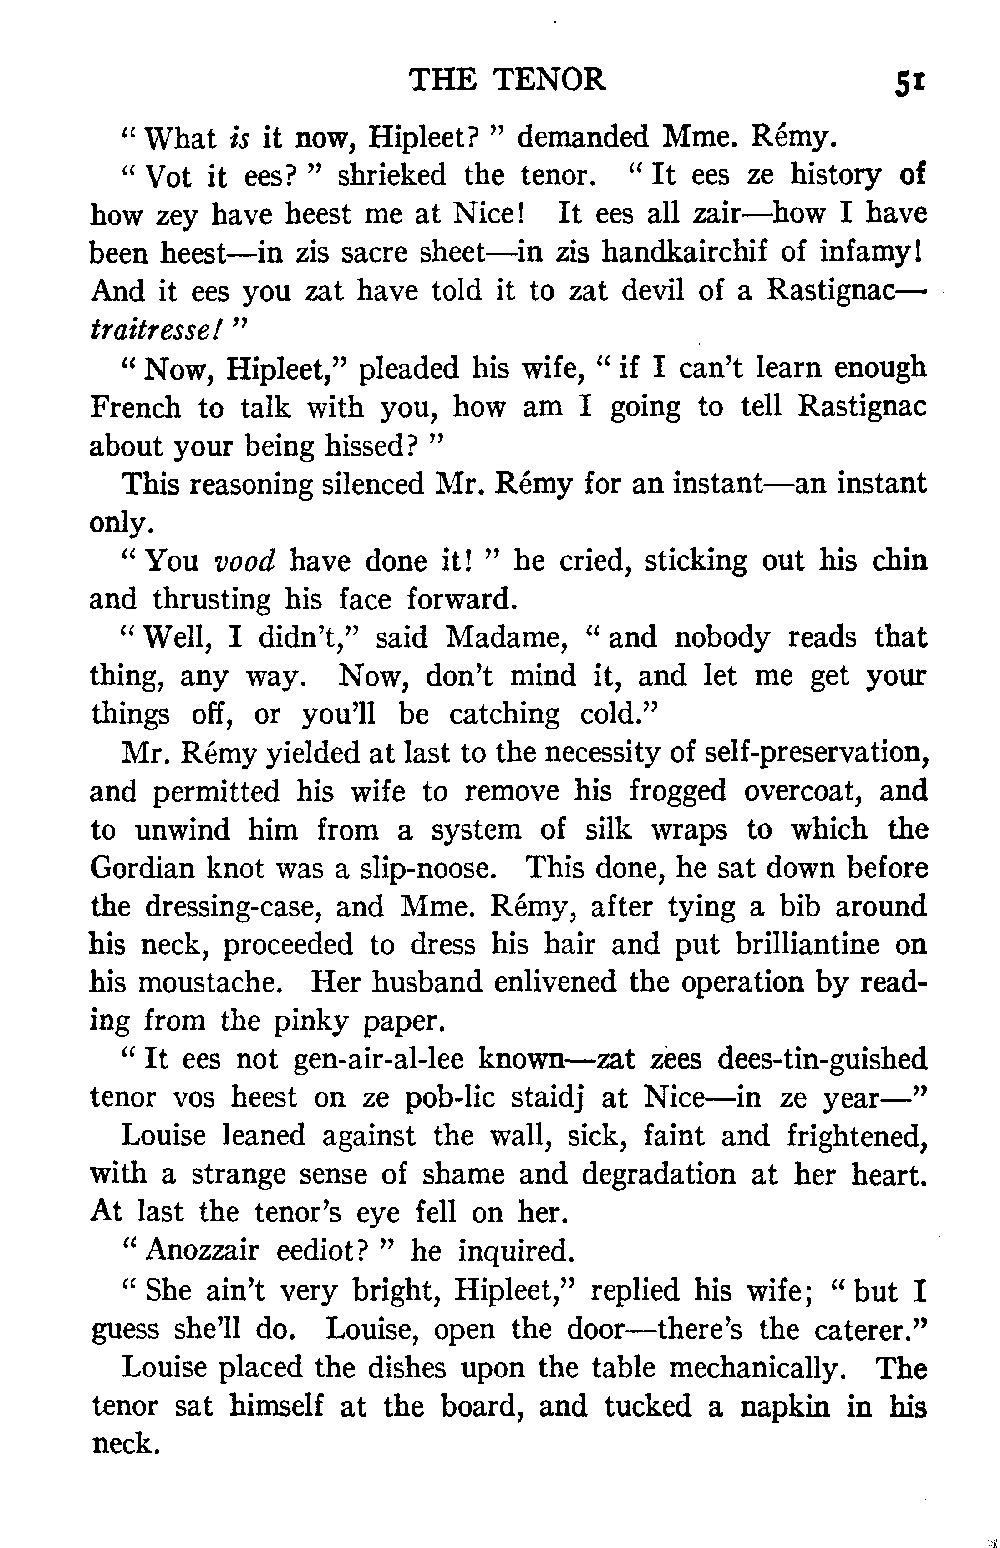 THE TENOR 51
" What is it now, Hipleet? " demanded Mme. Rémy.
" Vot it ees? " shrieked the tenor. " It ees ze history of
how zey have heest me at Nice! It ees all zair—how I have
been heest—in zis sacre sheet—in zis handkairchif of infamy!
And it ees you zat have told it to zat devil of a Rastignac—
traitresse! "
" Now, Hipleet," pleaded his wife, " if I can't learn enough
French to talk with you, how am I going to tell Rastignac
about your being hissed? "
This reasoning silenced Mr. Rémy for an instant—an instant
only.
" You vood have done it! " he cried, sticking out his chin
and thrusting his face forward.
" Well, I didn't," said Madame, " and nobody reads that
thing, any way. Now, don't mind it, and let me get your
things off, or you'll be catching cold."
Mr. Rémy yielded at last to the necessity of self-preservation,
and permitted his wife to remove his frogged overcoat, and
to unwind him from a system of silk wraps to which the
Gordian knot was a slip-noose. This done, he sat down before
the dressing-case, and Mme. Rémy, after tying a bib around
his neck, proceeded to dress his hair and put brilliantine on
his moustache. Her husband enlivened the operation by read-
ing from the pinky paper.
" It ees not gen-air-al-lee known—zat zees dees-tin-guished
tenor vos heest on ze pob-lic staidj at Nice—in ze year—"
Louise leaned against the wall, sick, faint and frightened,
with a strange sense of shame and degradation at her heart.
At last the tenor's eye fell on her.
" Anozzair eediot? " he inquired.
" She ain't very bright, Hipleet," replied his wife; " but I
guess she'll do. Louise, open the door—there's the caterer."
Louise placed the dishes upon the table mechanically. The
tenor sat himself at the board, and tucked a napkin in his
neck.